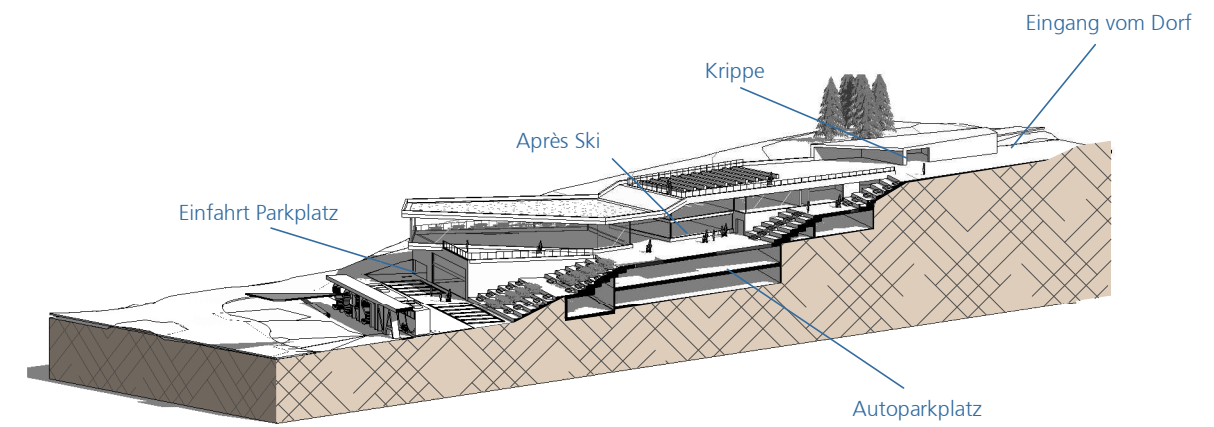 Eingang vom Dorf
Krippe
Après Ski
Einfahrt Parkplatz
Autoparkplatz